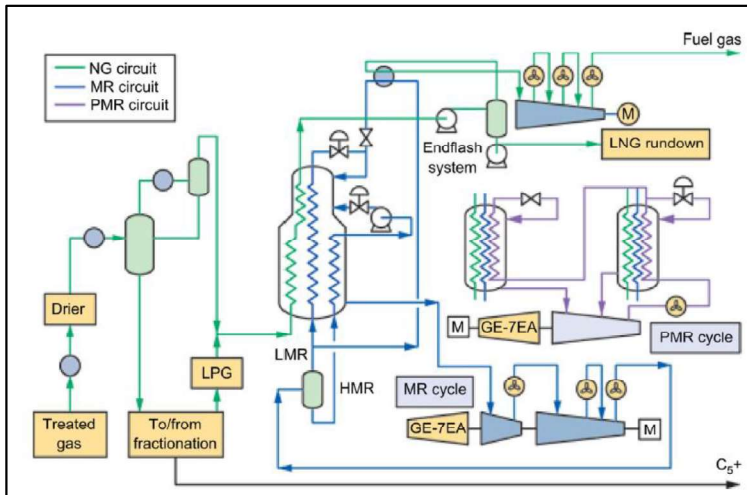 Fuel gas
NG circuit
MR circuit
PMR circuit
M
Endflash
system
LNG rundown
Drier
LPG
LMR
HMR
M
GE-7EA
PMR cycle
MR cycle
Treated
gas
To/from
fractionation
GE-7EA
M
C₅+